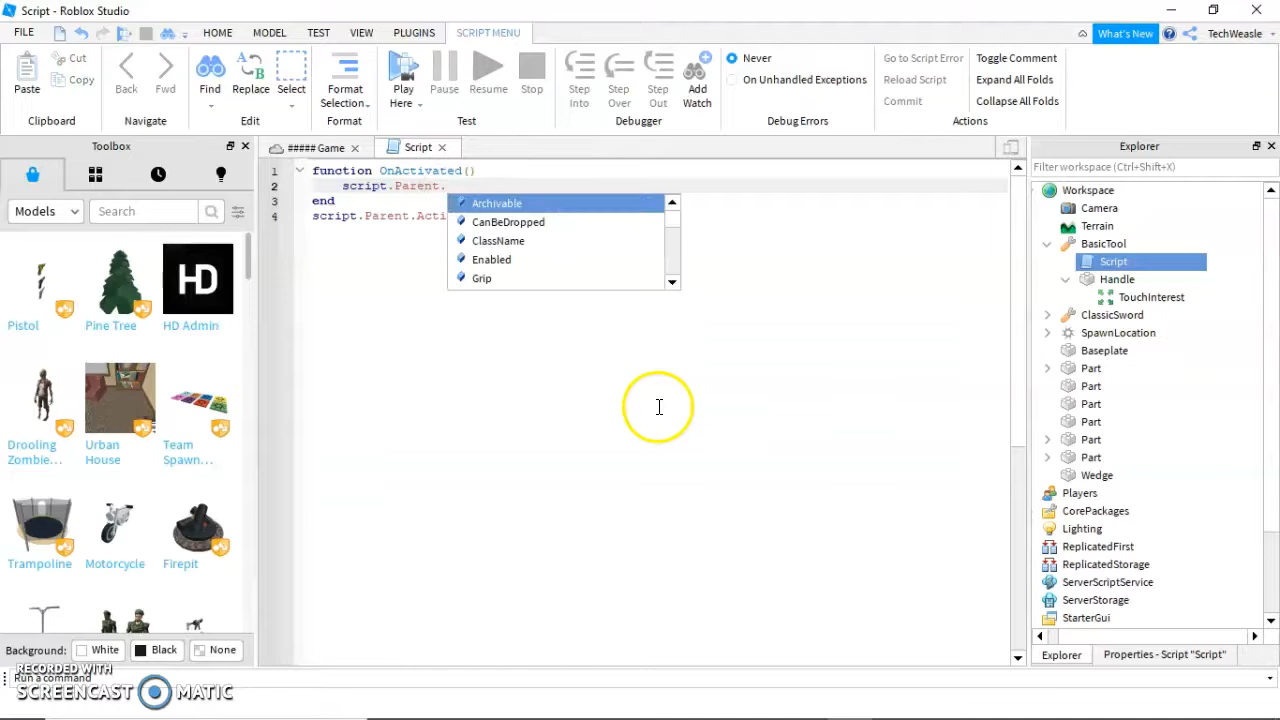 Script - Roblox Studio
FILE HOME MODEL TEST VIEW PLUGINS SCRIPT MENU What's New TechWeasle
Paste Cut Copy
Clipboard
Back Fwd
Navigate
Find Replace Select
Edit
Format Selection
Format
Play Here Pause Resume Stop
Test
Step Into Step Over Step Out Add Watch
Debugger
Never
On Unhandled Exceptions
Debug Errors
Go to Script Error
Reload Script
Commit
Toggle Comment
Expand All Folds
Collapse All Folds
Actions
Toolbox
Models Search
Pistol Pine Tree HD Admin
HD
Drooling Zombie... Urban House Team Spawn...
Trampoline Motorcycle Firepit
Background: White Black None
##### Game Script
1 function OnActivated()
2 script.Parent.
3 end
4 script.Parent.Acti
Archivable
CanBeDropped
ClassName
Enabled
Grip
Explorer
Filter workspace (Ctrl+Shift+X)
Workspace
Camera
Terrain
BasicTool
Script
Handle
TouchInterest
ClassicSword
SpawnLocation
Baseplate
Part
Part
Part
Part
Part
Part
Wedge
Players
CorePackages
Lighting
ReplicatedFirst
ReplicatedStorage
ServerScriptService
ServerStorage
StarterGui
Explorer Properties - Script "Script"
Run a command
RECORDED WITH
SCREENCAST MATIC